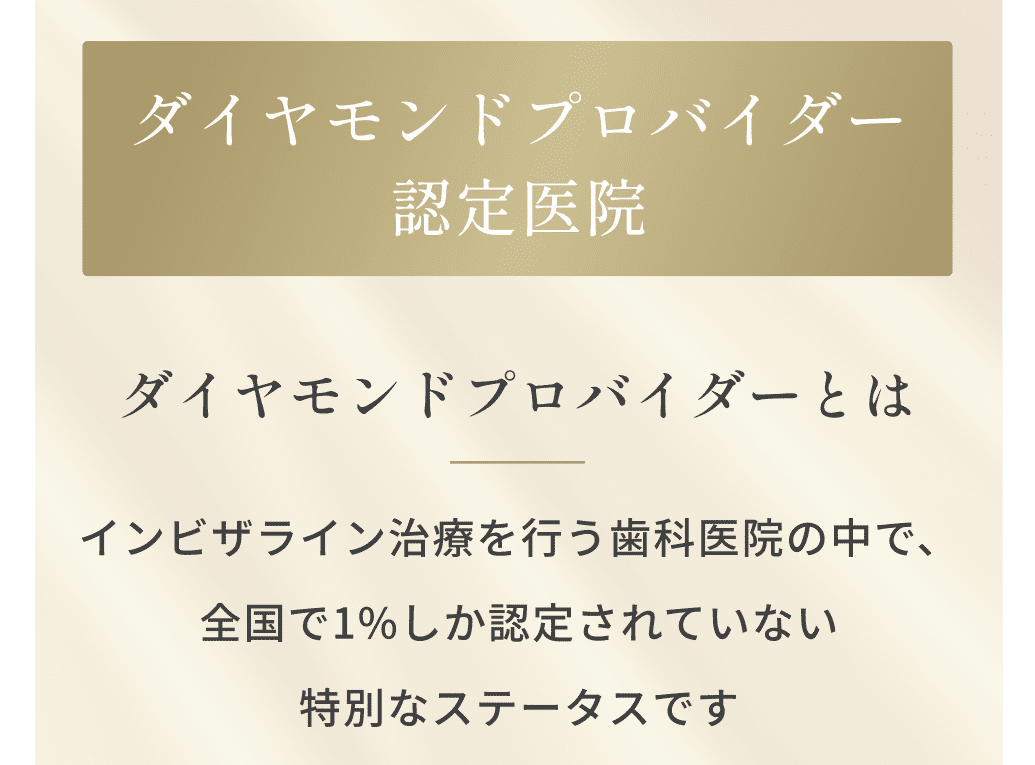 ダイヤモンドプロバイダー
認定医院
ダイヤモンドプロバイダーとは
インビザライン治療を行う歯科医院の中で、
全国で1%しか認定されていない
特別なステータスです